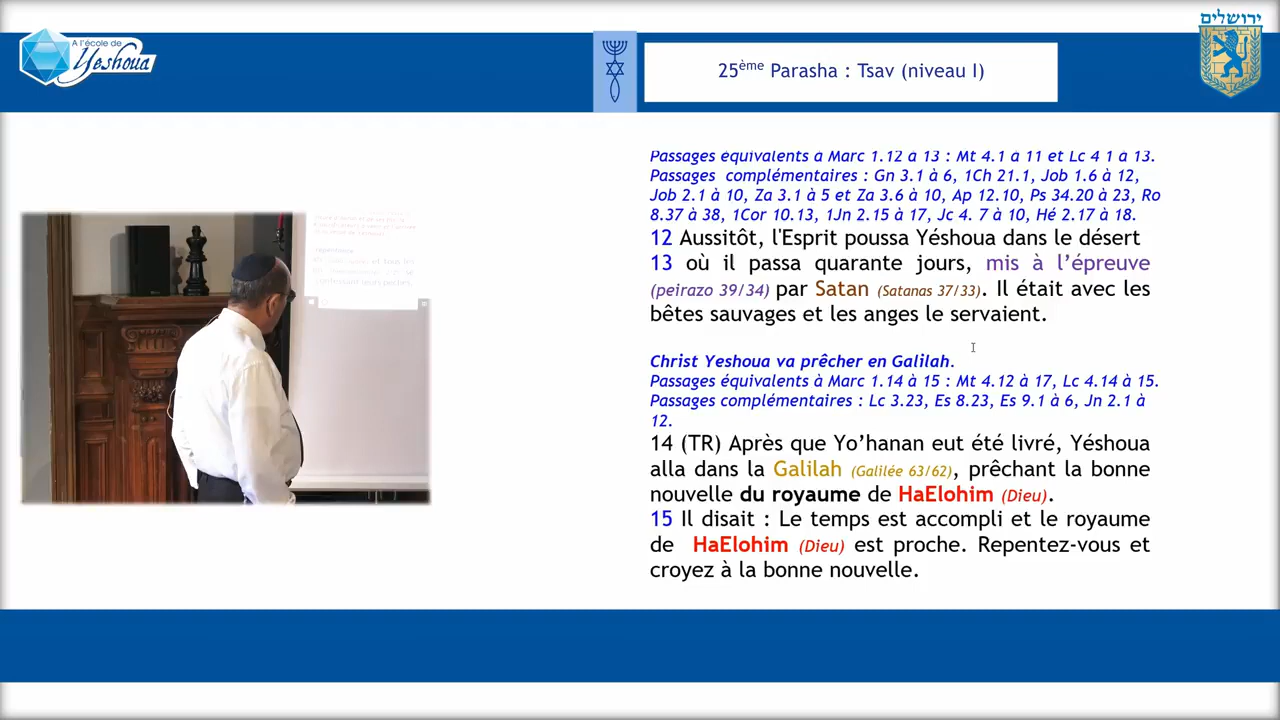 A l'école de
Yeshoua
25ème Parasha : Tsav (niveau I)
ירושלים
Passages équivalents à Marc 1.12 à 13 : Mt 4.1 à 11 et Lc 4 1 à 13.
Passages complémentaires : Gn 3.1 à 6, 1Ch 21.1, Job 1.6 à 12,
Job 2.1 à 10, Za 3.1 à 5 et Za 3.6 à 10, Ap 12.10, Ps 34.20 à 23, Ro
8.37 à 38, 1Cor 10.13, 1Jn 2.15 à 17, Jc 4. 7 à 10, Hé 2.17 à 18.
12 Aussitôt, l'Esprit poussa Yéshoua dans le désert
13 où il passa quarante jours, mis à l’épreuve
(peirazo 39/34) par Satan (Satanas 37/33). Il était avec les
bêtes sauvages et les anges le servaient.
Christ Yeshoua va prêcher en Galilah.
Passages équivalents à Marc 1.14 à 15 : Mt 4.12 à 17, Lc 4.14 à 15.
Passages complémentaires : Lc 3.23, Es 8.23, Es 9.1 à 6, Jn 2.1 à
12.
14 (TR) Après que Yo’hanan eut été livré, Yéshoua
alla dans la Galilah (Galilée 63/62), prêchant la bonne
nouvelle du royaume de HaElohim (Dieu).
15 Il disait : Le temps est accompli et le royaume
de HaElohim (Dieu) est proche. Repentez-vous et
croyez à la bonne nouvelle.